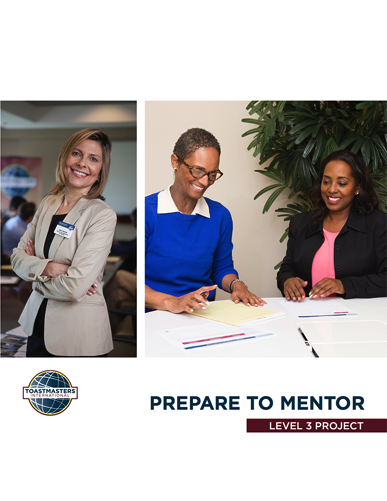 TOASTMASTERS
INTERNATIONAL
PREPARE TO MENTOR
LEVEL 3 PROJECT